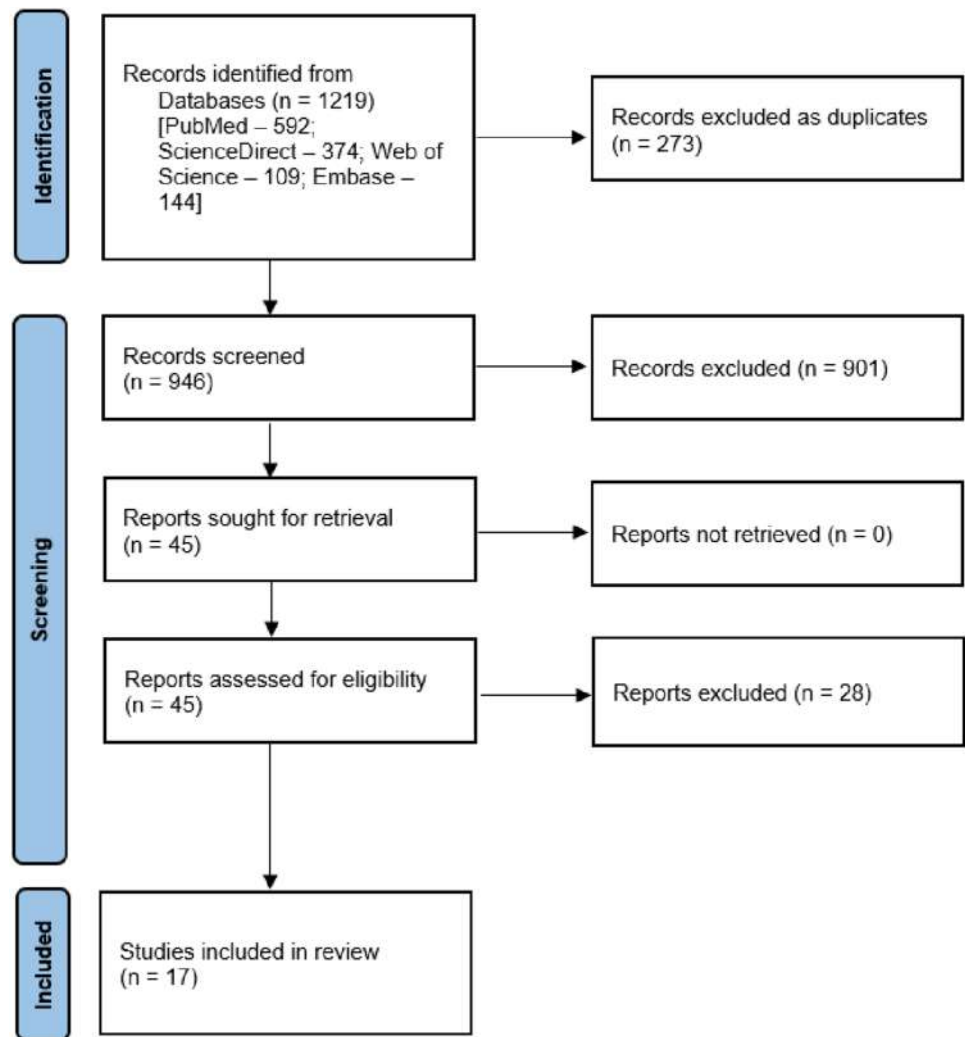 Identification
Records identified from
Databases (n = 1219)
[PubMed – 592;
ScienceDirect – 374; Web of
Science – 109; Embase –
144]
Records excluded as duplicates
(n = 273)
Screening
Records screened
(n = 946)
Records excluded (n = 901)
Reports sought for retrieval
(n = 45)
Reports not retrieved (n = 0)
Reports assessed for eligibility
(n = 45)
Reports excluded (n = 28)
Included
Studies included in review
(n = 17)